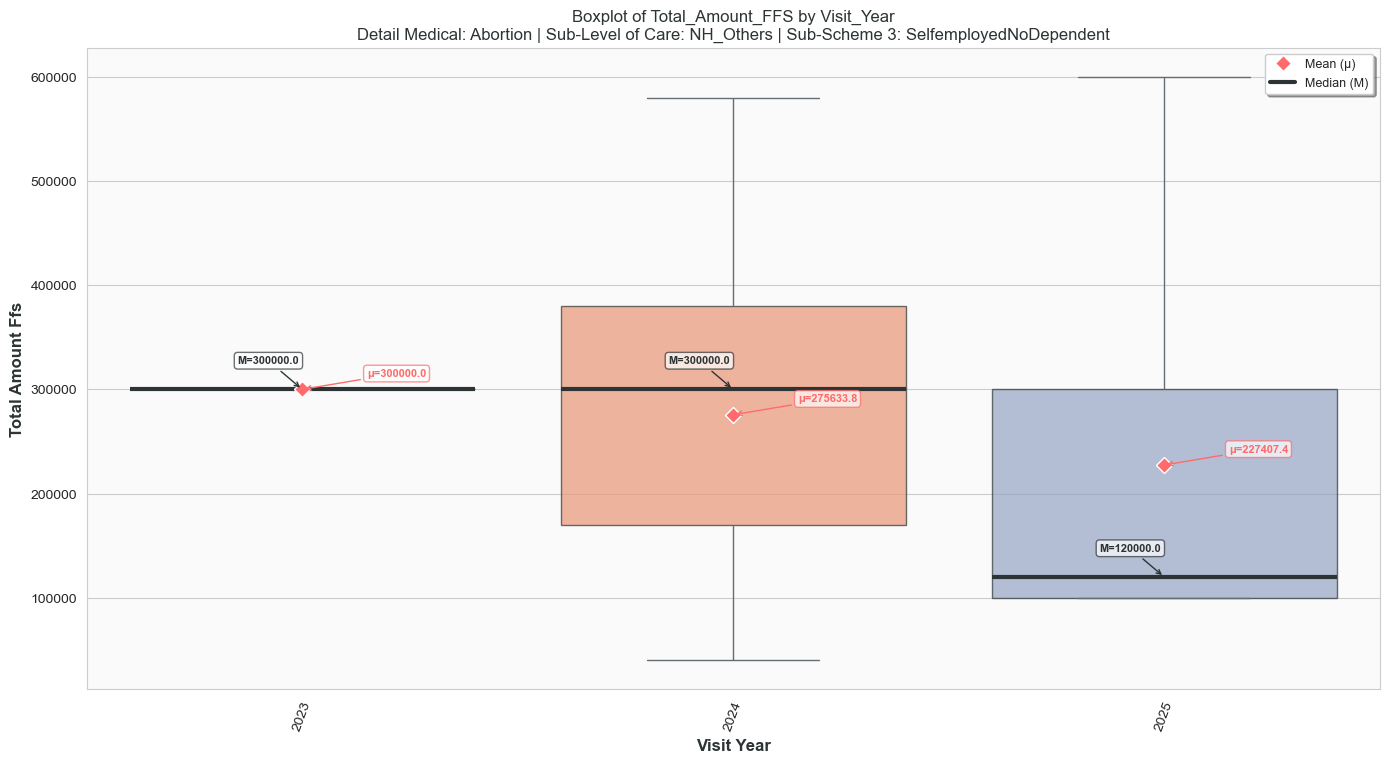 Boxplot of Total_Amount_FFS by Visit_Year
Detail Medical: Abortion | Sub-Level of Care: NH_Others | Sub-Scheme 3: SelfemployedNoDependent
Mean (μ)
Median (M)
Total Amount Ffs
600000
500000
400000
300000
200000
100000
M=300000.0
μ=300000.0
M=300000.0
μ=275633.8
μ=227407.4
M=120000.0
2023
2024
2025
Visit Year